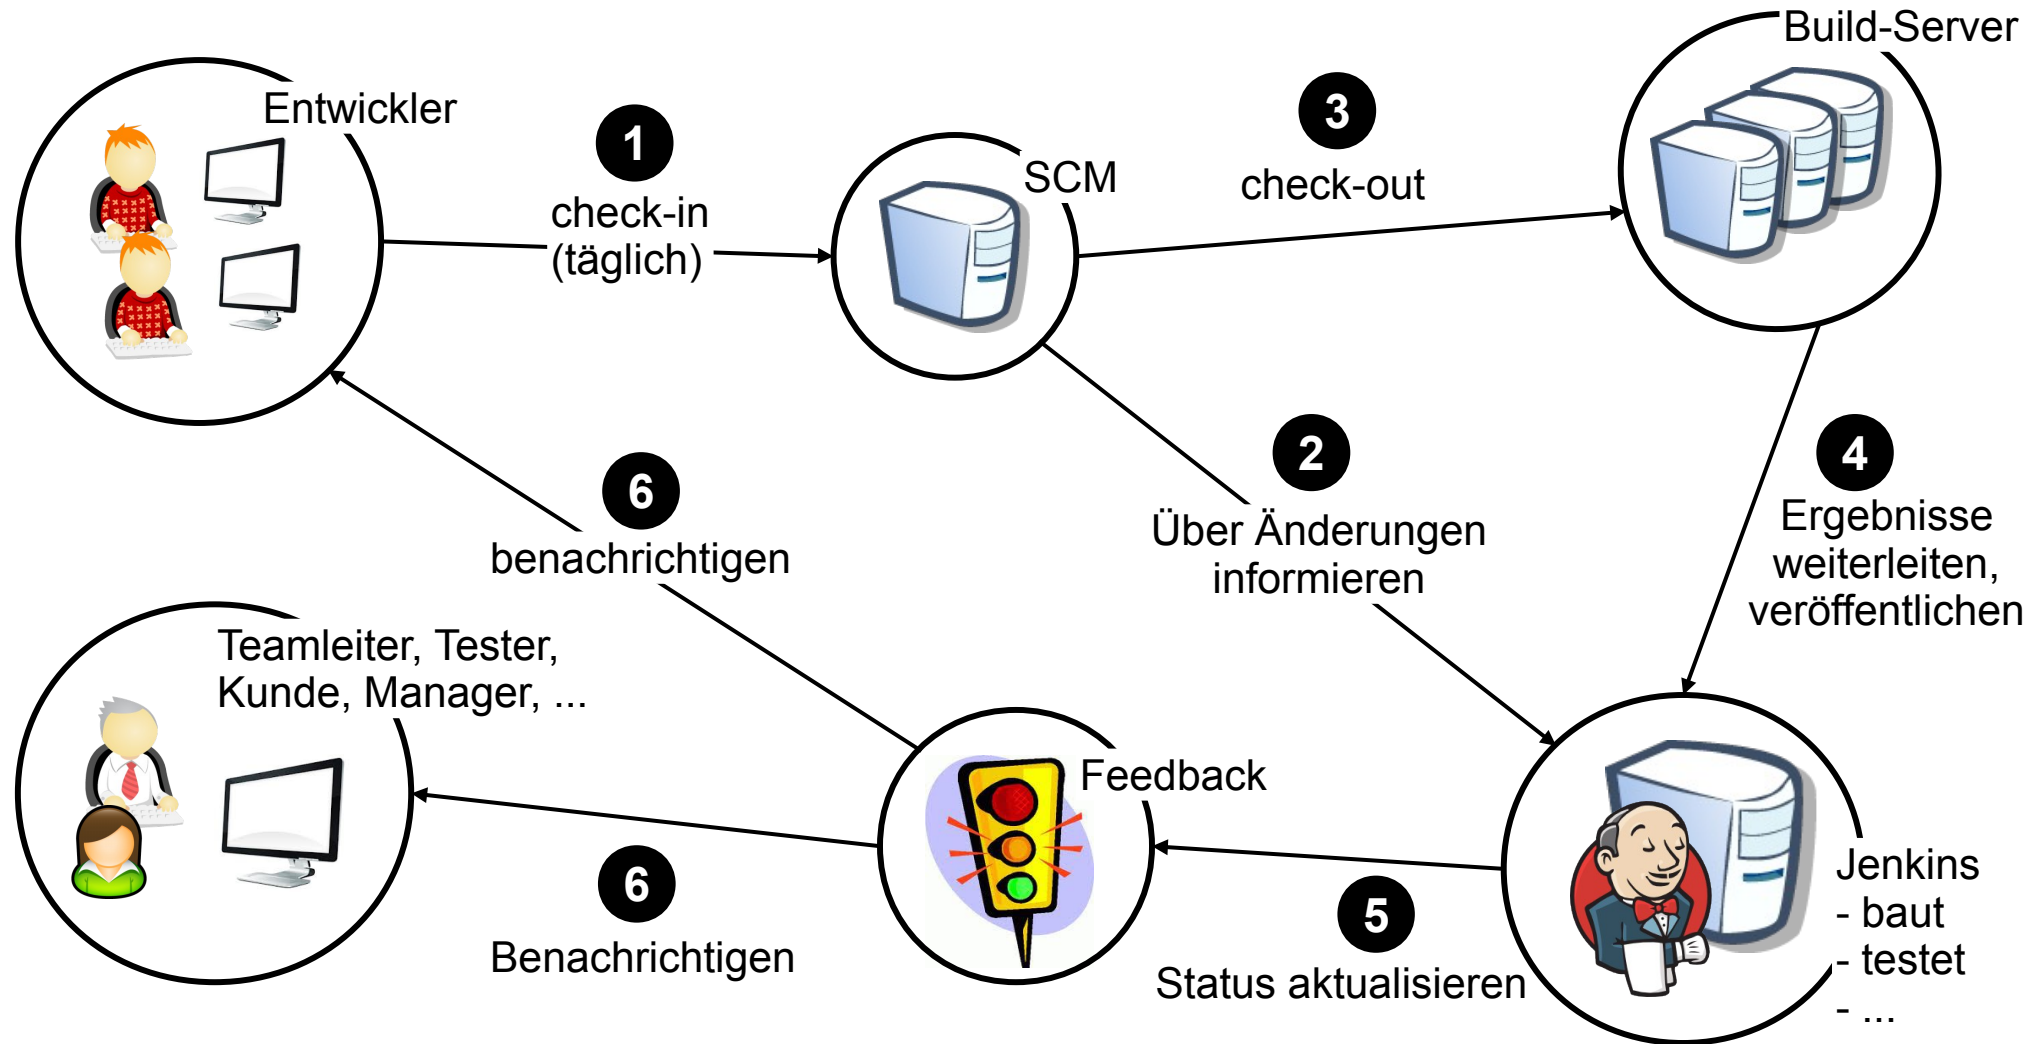 Build-Server
Entwickler
1
check-in
(täglich)
SCM
3
check-out
2
Über Änderungen
informieren
4
Ergebnisse
weiterleiten,
veröffentlichen
6
benachrichtigen
Teamleiter, Tester,
Kunde, Manager, ...
Feedback
6
Benachrichtigen
5
Status aktualisieren
Jenkins
- baut
- testet
- ...